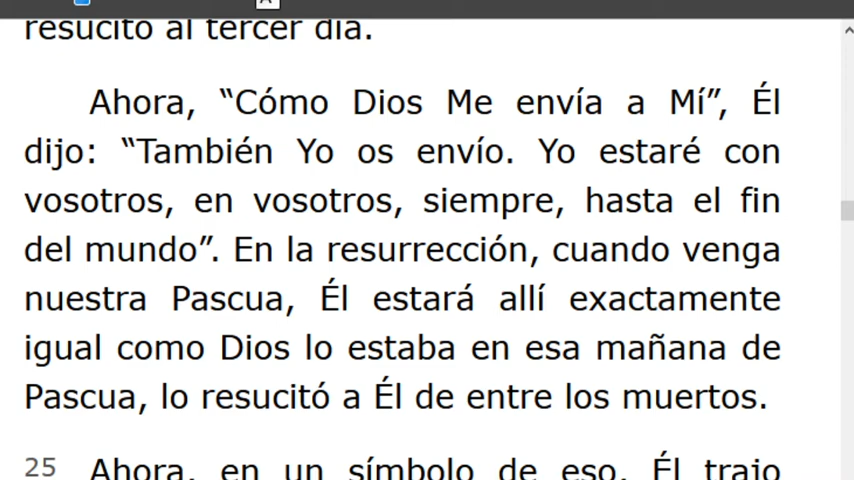 resucitó al tercer día.
Ahora, “Cómo Dios Me envía a Mí”, Él
dijo: “También Yo os envío. Yo estaré con
vosotros, en vosotros, siempre, hasta el fin
del mundo”. En la resurrección, cuando venga
nuestra Pascua, Él estará allí exactamente
igual como Dios lo estaba en esa mañana de
Pascua, lo resucitó a Él de entre los muertos.
25 Ahora, en un símbolo de eso, Él trajo